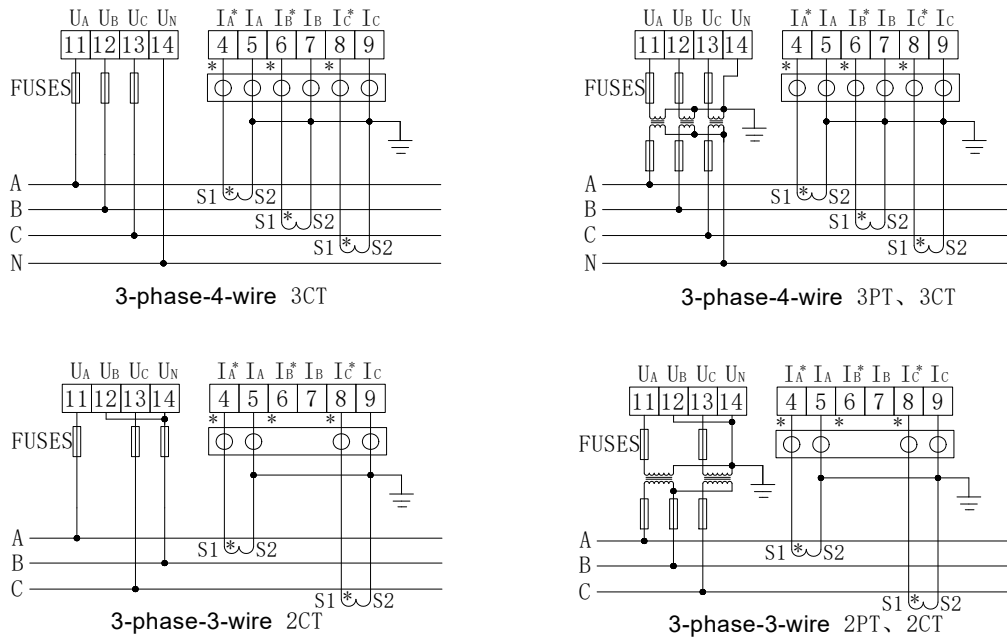 UA UB UC UN IA* IA IB* IB IC* IC
11 12 13 14 4 5 6 7 8 9
* * *
FUSES
A
S1 * S2
B
S1 * S2
C
S1 * S2
N
3-phase-4-wire 3CT
UA UB UC UN IA* IA IB* IB IC* IC
11 12 13 14 4 5 6 7 8 9
* * *
FUSES
A
S1 * S2
B
S1 * S2
C
S1 * S2
N
3-phase-4-wire 3PT、3CT
UA UB UC UN IA* IA IB* IB IC* IC
11 12 13 14 4 5 6 7 8 9
* * *
FUSES
A
S1 * S2
B
C
S1 * S2
3-phase-3-wire 2CT
UA UB UC UN IA* IA IB* IB IC* IC
11 12 13 14 4 5 6 7 8 9
* * *
FUSES
A
S1 * S2
B
C
S1 * S2
3-phase-3-wire 2PT、2CT